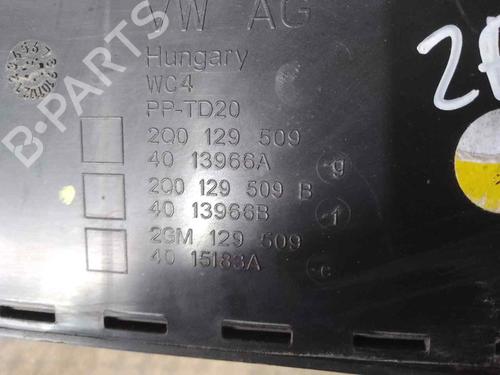 VW AG
Hungary
WC4
PP-TD20
2Q0 129 509
40 13966A g
2Q0 129 509 B
40 13966B f
2GM 129 509
40 15183A c